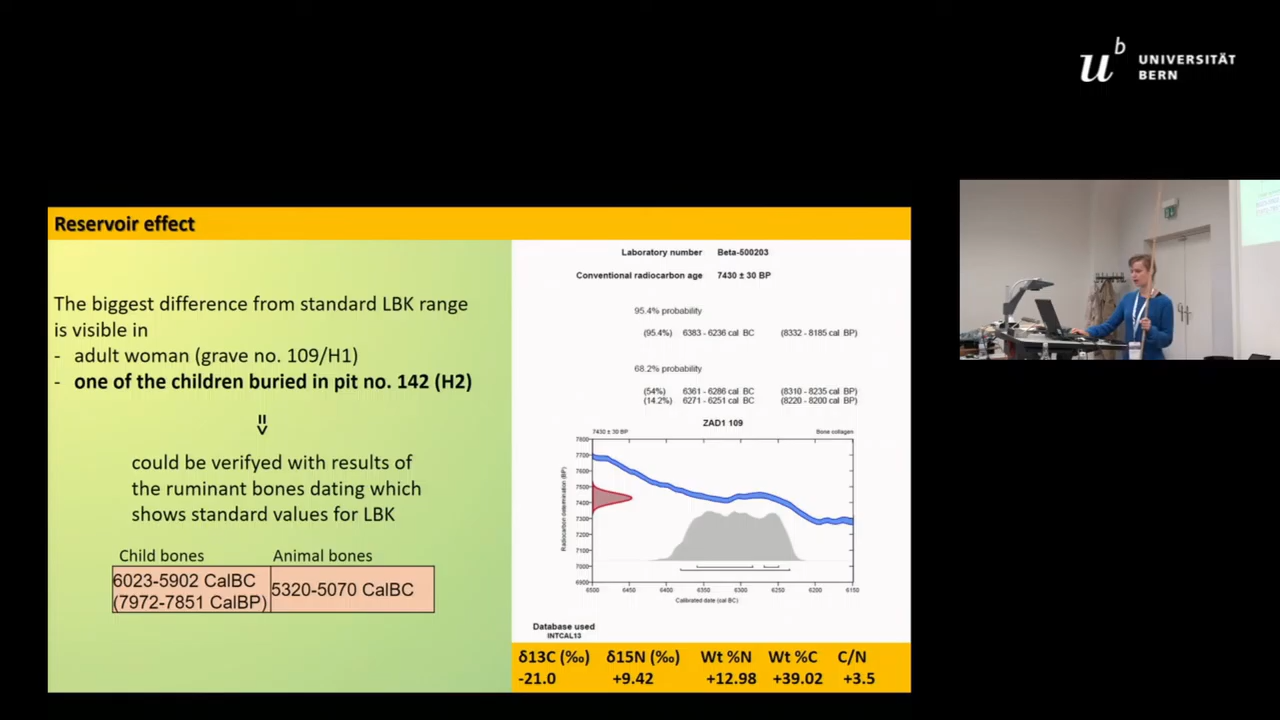 u
b
UNIVERSITÄT
BERN
Reservoir effect
The biggest difference from standard LBK range
is visible in
- adult woman (grave no. 109/H1)
- one of the children buried in pit no. 142 (H2)
=>
could be verifyed with results of
the ruminant bones dating which
shows standard values for LBK
Child bones Animal bones
6023-5902 CalBC
(7972-7851 CalBP)
5320-5070 CalBC
Laboratory number Beta-500203
Conventional radiocarbon age 7430 ± 30 BP
95.4% probability
(95.4%) 6383 - 6236 cal BC (8332 - 8185 cal BP)
68.2% probability
(54%) 6361 - 6286 cal BC (8310 - 8235 cal BP)
(14.2%) 6271 - 6251 cal BC (8220 - 8200 cal BP)
ZAD1 109
7430 ± 30 BP Bone collagen
7800
7700
7600
7500
7400
7300
7200
7100
7000
6900
Radiocarbon determination (BP)
6500 6450 6400 6350 6300 6250 6200 6150
Calibrated date (cal BC)
Database used
INTCAL13
δ13C (‰) δ15N (‰) Wt %N Wt %C C/N
-21.0 +9.42 +12.98 +39.02 +3.5